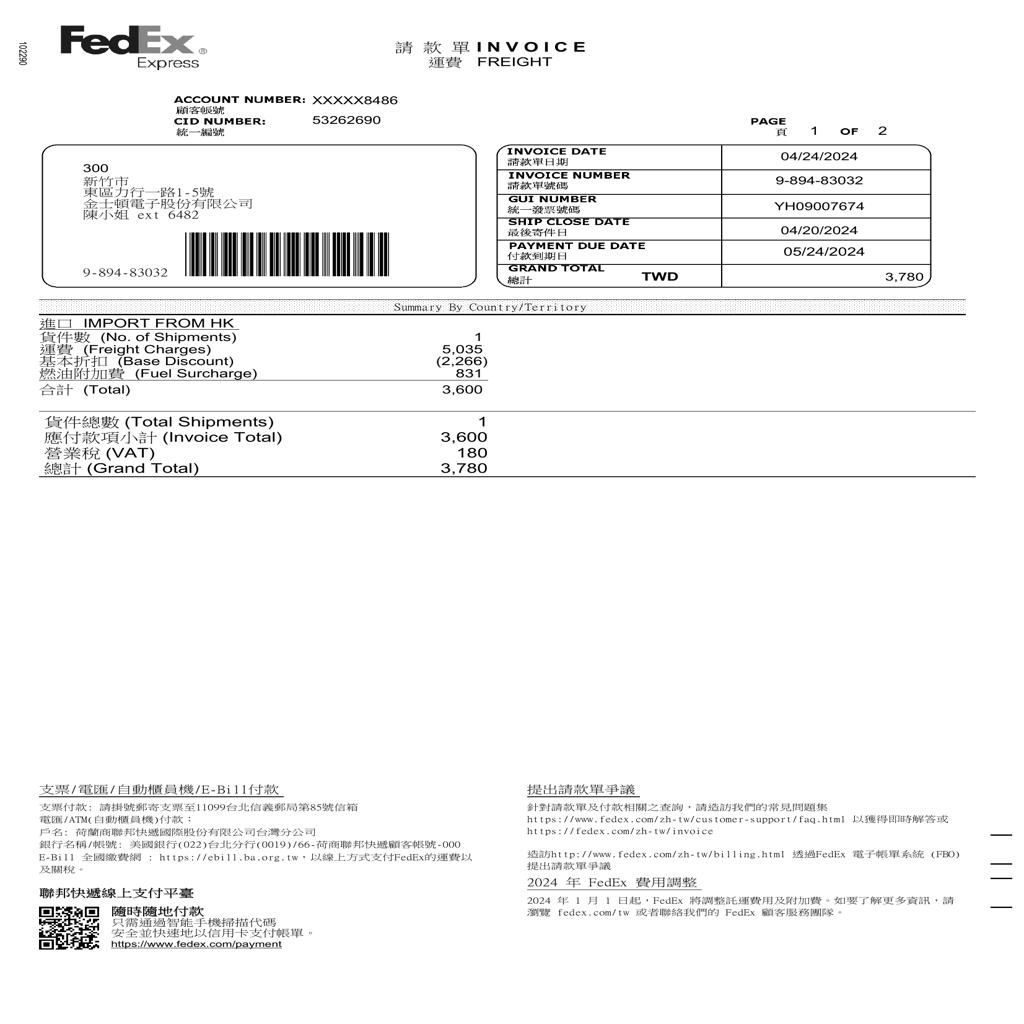 102290
FedEx®
Express
請 款 單 INVOICE
運費 FREIGHT
ACCOUNT NUMBER: XXXXX8486
顧客帳號
CID NUMBER: 53262690
統一編號
PAGE
頁 1 OF 2
300
新竹市
東區力行一路1-5號
金士頓電子股份有限公司
陳小姐 ext 6482
9-894-83032
INVOICE DATE 04/24/2024
請款單日期
INVOICE NUMBER 9-894-83032
請款單號碼
GUI NUMBER YH09007674
統一發票號碼
SHIP CLOSE DATE 04/20/2024
最後寄件日
PAYMENT DUE DATE 05/24/2024
付款到期日
GRAND TOTAL TWD 3,780
總計
Summary By Country/Territory
進口 IMPORT FROM HK
貨件數 (No. of Shipments) 1
運費 (Freight Charges) 5,035
基本折扣 (Base Discount) (2,266)
燃油附加費 (Fuel Surcharge) 831
合計 (Total) 3,600
貨件總數 (Total Shipments) 1
應付款項小計 (Invoice Total) 3,600
營業稅 (VAT) 180
總計 (Grand Total) 3,780
支票/電匯/自動櫃員機/E-Bill付款
支票付款: 請掛號郵寄支票至11099台北信義郵局第85號信箱
電匯/ATM(自動櫃員機)付款；
戶名: 荷蘭商聯邦快遞國際股份有限公司台灣分公司
銀行名稱/帳號: 美國銀行(022)台北分行(0019)/66-荷商聯邦快遞顧客帳號-000
E-Bill 全國繳費網 : https://ebill.ba.org.tw，以線上方式支付FedEx的運費以
及關稅。
聯邦快遞線上支付平臺
隨時隨地付款
只需通過智能手機掃描代碼
安全並快速地以信用卡支付帳單。
https://www.fedex.com/payment
提出請款單爭議
針對請款單及付款相關之查詢，請造訪我們的常見問題集
https://www.fedex.com/zh-tw/customer-support/faq.html 以獲得即時解答或
https://fedex.com/zh-tw/invoice
造訪http://www.fedex.com/zh-tw/billing.html 透過FedEx 電子帳單系統 (FBO)
提出請款單爭議
2024 年 FedEx 費用調整
2024 年 1 月 1 日起，FedEx 將調整託運費用及附加費。如要了解更多資訊，請
瀏覽 fedex.com/tw 或者聯絡我們的 FedEx 顧客服務團隊。